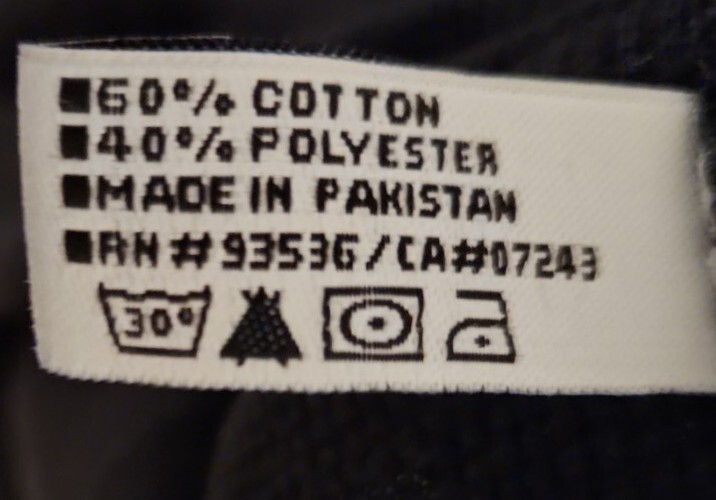 60% COTTON
40% POLYESTER
MADE IN PAKISTAN
RN # 93536 / CA#07243
30°